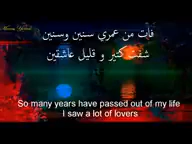 فآت من عمري سنين وسنين
شفت كتير و قليل عاشقين
So many years have passed out of my life
I saw a lot of lovers